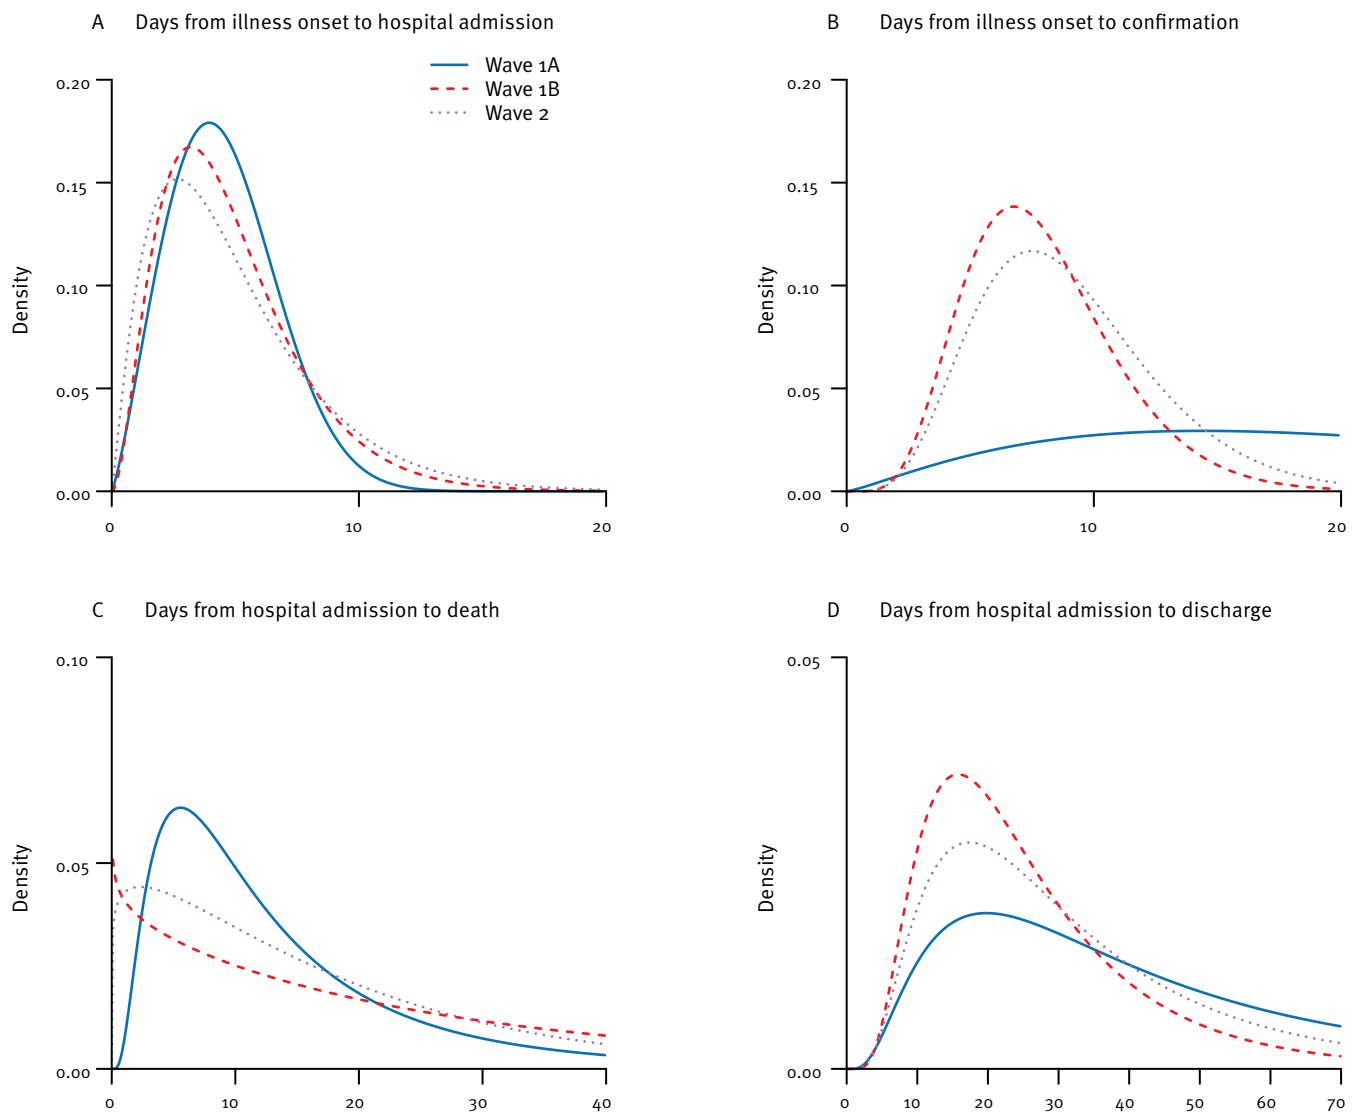 A Days from illness onset to hospital admission
Wave 1A
Wave 1B
Wave 2
Density
0.20
0.15
0.10
0.05
0.00
0 10 20
B Days from illness onset to confirmation
Density
0.20
0.15
0.10
0.05
0.00
0 10 20
C Days from hospital admission to death
Density
0.10
0.05
0.00
0 10 20 30 40
D Days from hospital admission to discharge
Density
0.05
0.00
0 10 20 30 40 50 60 70